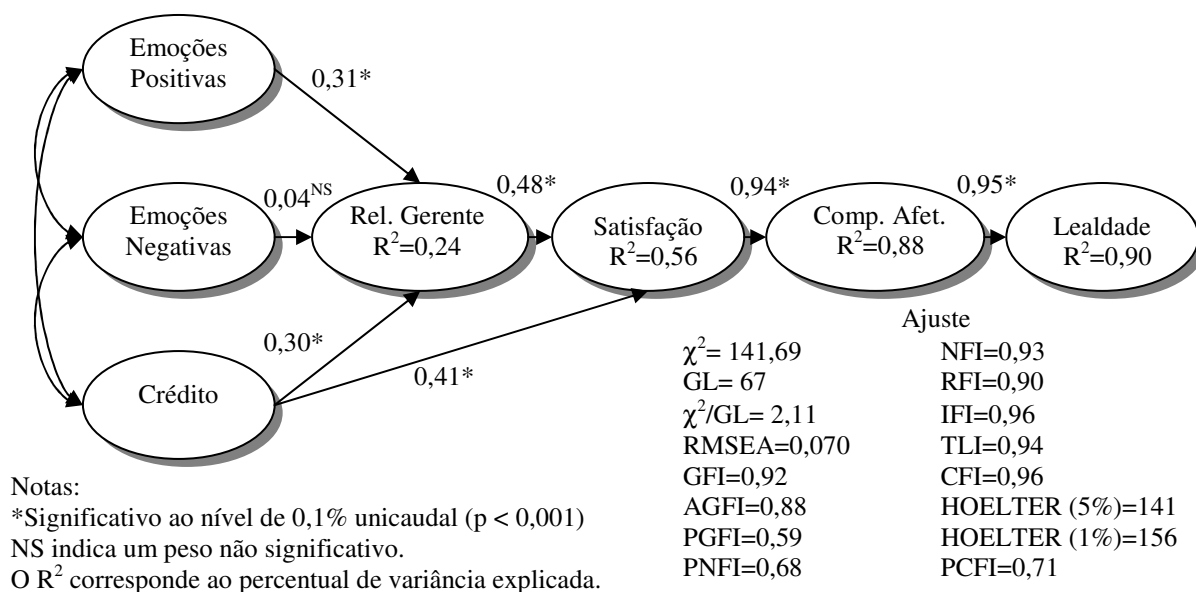 Emoções
Positivas
0,31*
Emoções
Negativas
0,04^NS
Rel. Gerente
R²=0,24
0,48*
Satisfação
R²=0,56
0,94*
Comp. Afet.
R²=0,88
0,95*
Lealdade
R²=0,90
Crédito
0,30*
0,41*
Ajuste
χ²= 141,69
GL= 67
χ²/GL= 2,11
RMSEA=0,070
GFI=0,92
AGFI=0,88
PGFI=0,59
PNFI=0,68
NFI=0,93
RFI=0,90
IFI=0,96
TLI=0,94
CFI=0,96
HOELTER (5%)=141
HOELTER (1%)=156
PCFI=0,71
Notas:
*Significativo ao nível de 0,1% unicaudal (p < 0,001)
NS indica um peso não significativo.
O R² corresponde ao percentual de variância explicada.